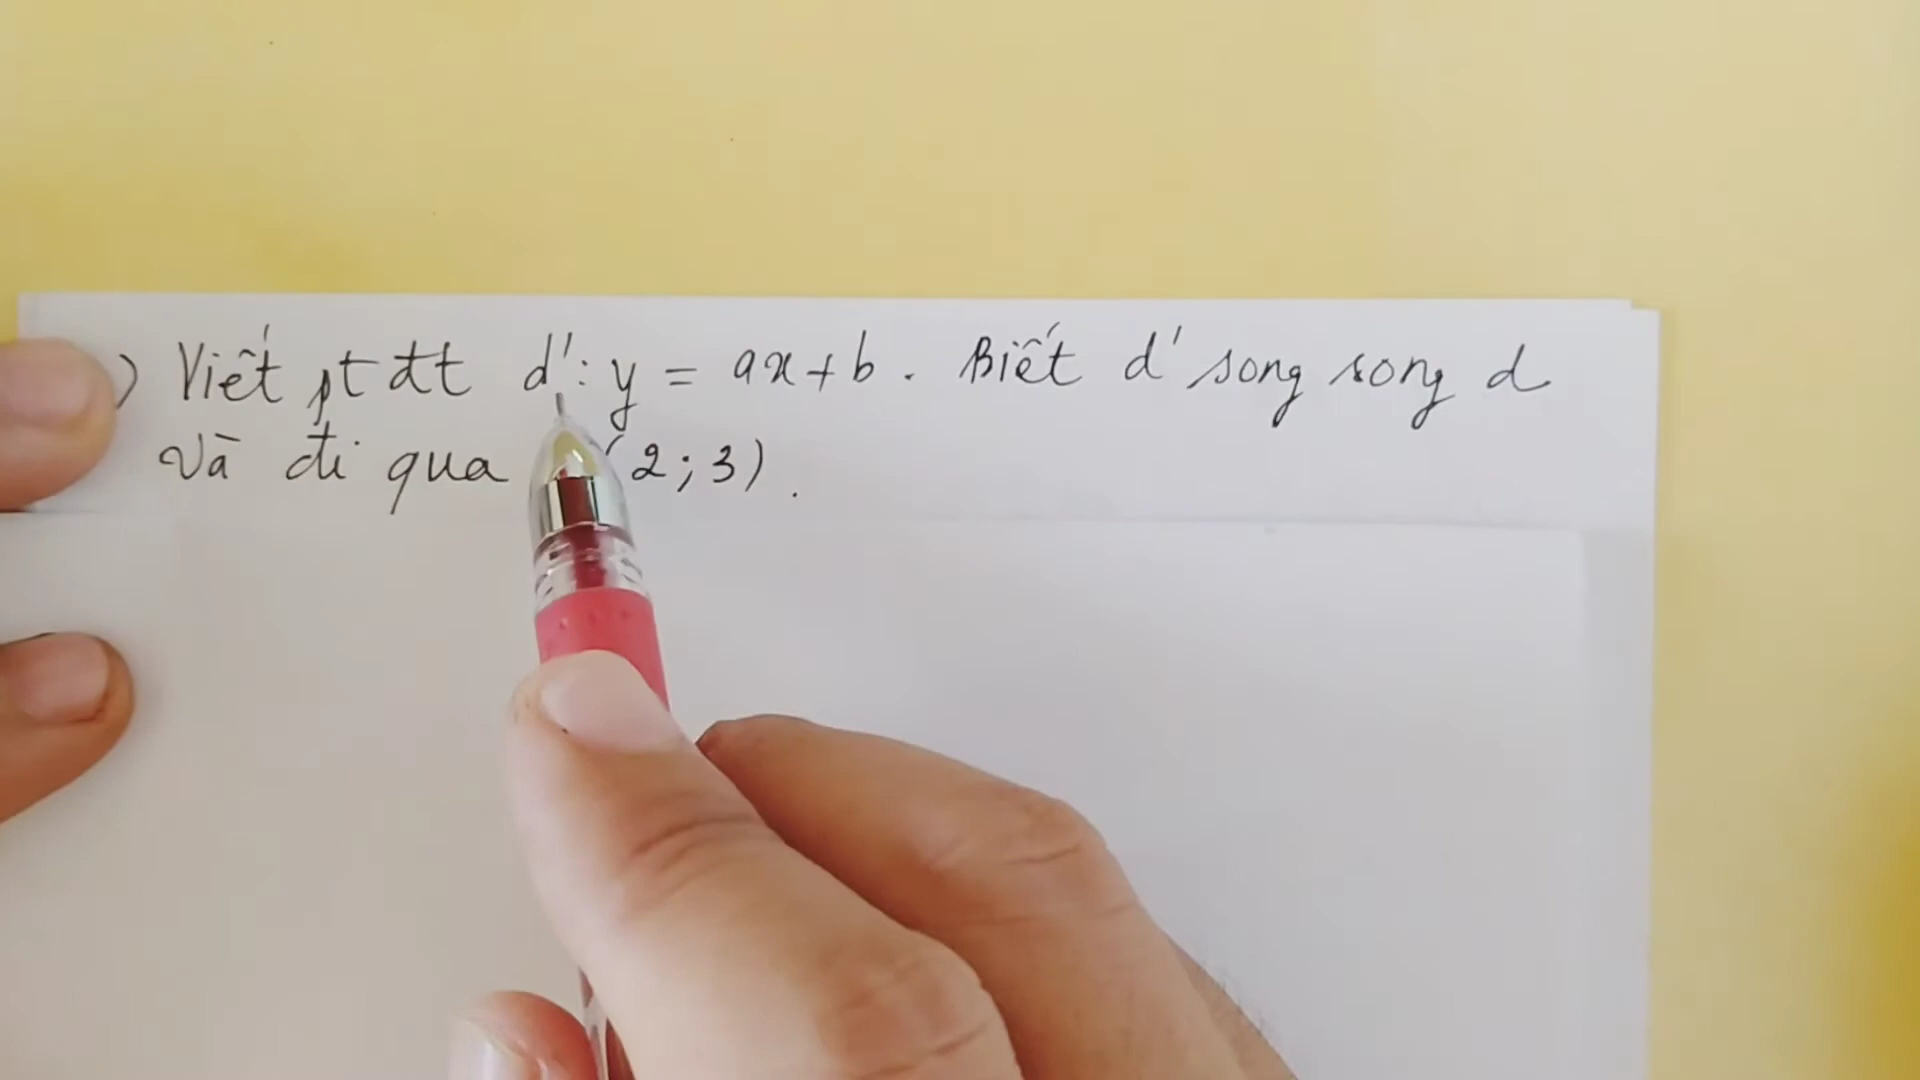 ) Viết pt đt d': y = ax + b. Biết d' song song d
Và đi qua (2; 3).